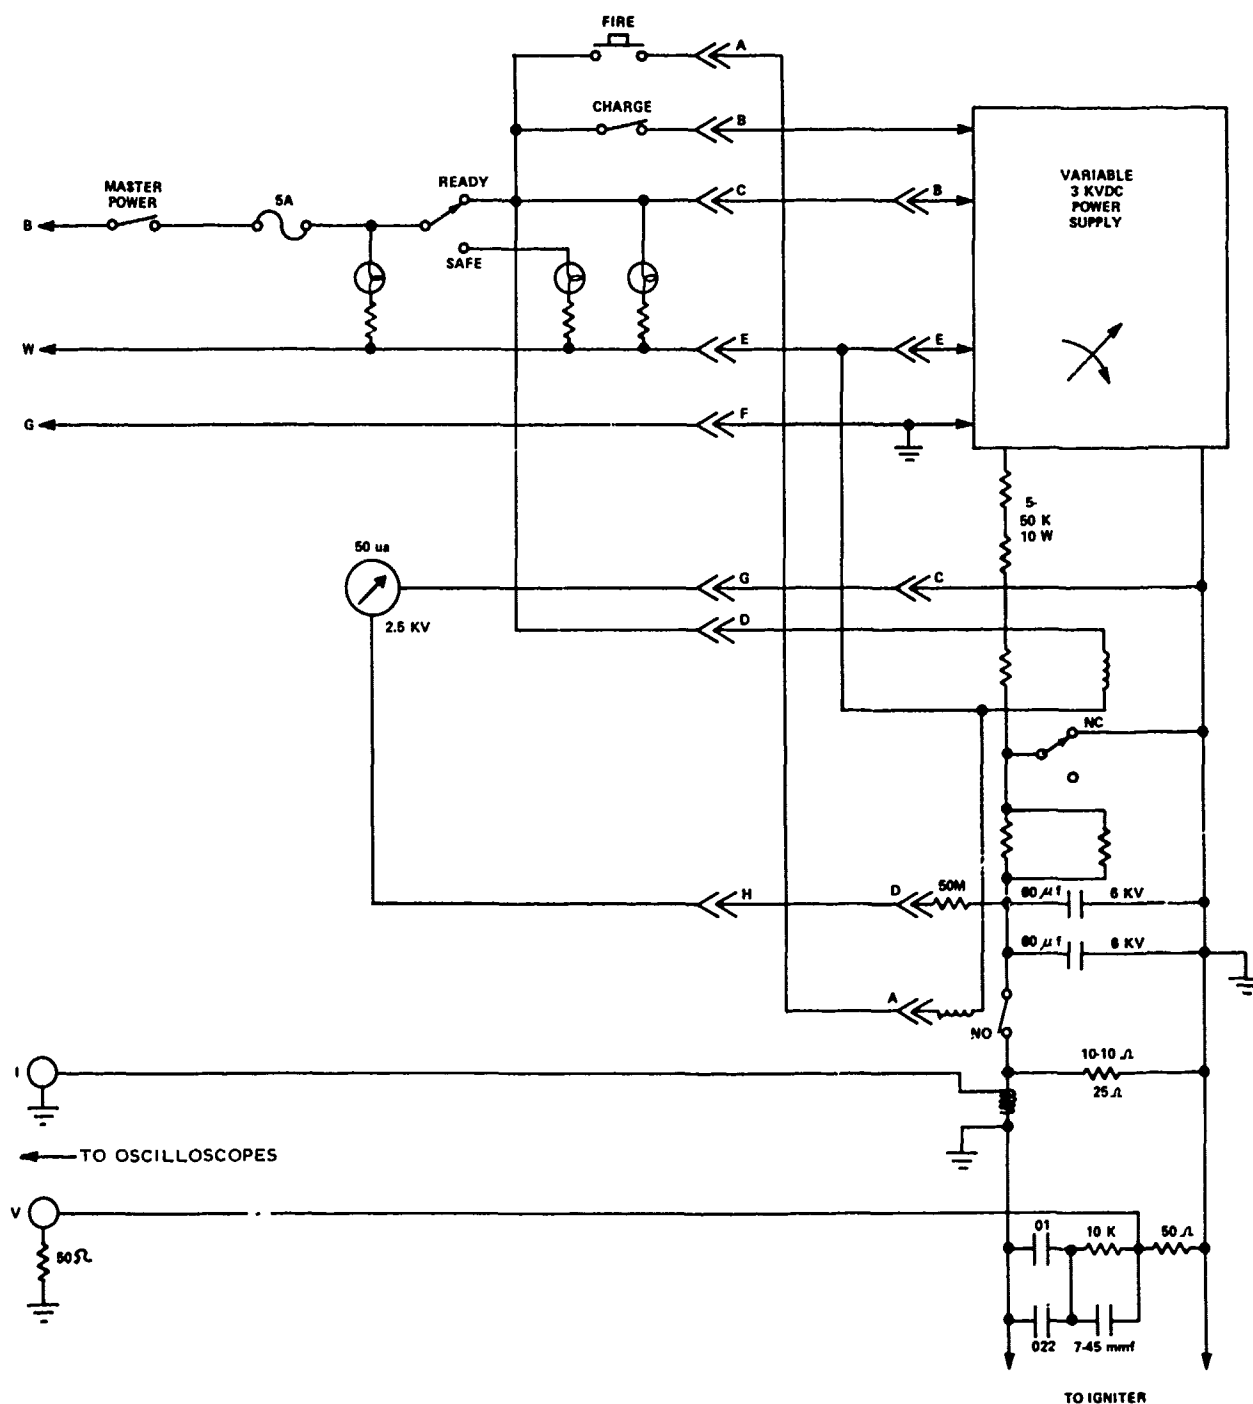 FIRE
A
CHARGE
B
MASTER
POWER
5A
READY
C
B
VARIABLE
3 KVDC
POWER
SUPPLY
B
SAFE
W
E
E
G
F
5-
50 K
10 W
50 ua
G
C
2.5 KV
D
NC
H
D
50M
60 µf
6 KV
60 µf
6 KV
A
NO
I
10-10 Ω
25 Ω
TO OSCILLOSCOPES
V
50Ω
01
10 K
50 Ω
022
7-45 mmf
TO IGNITER